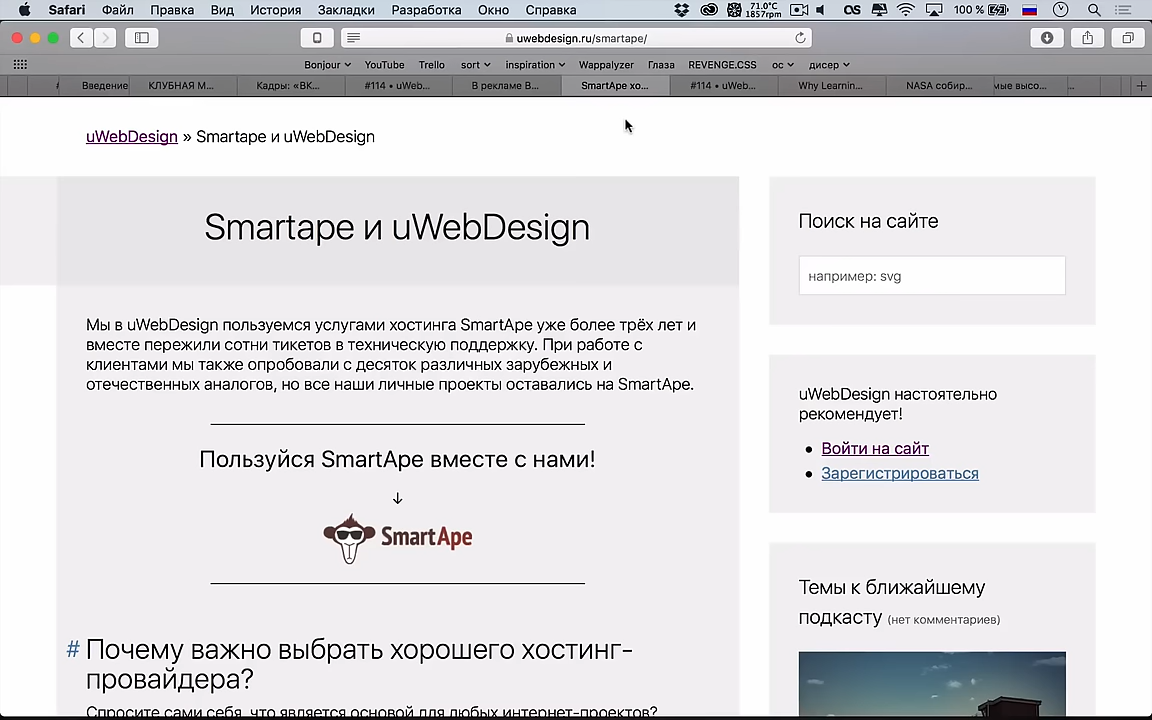 Safari Файл Правка Вид История Закладки Разработка Окно Справка 71.0°C 1857rpm 100 %
uwebdesign.ru/smartape/
Bonjour YouTube Trello sort inspiration Wappalyzer Глаза REVENGE.CSS ос дисер
# Введение КЛУБНАЯ М... Кадры: «ВК... #114 • uWeb... В рекламе В... SmartApe хо... #114 • uWeb... Why Learnin... NASA собир... мые высо... ...
uWebDesign » Smartape и uWebDesign
Smartape и uWebDesign
Мы в uWebDesign пользуемся услугами хостинга SmartApe уже более трёх лет и
вместе пережили сотни тикетов в техническую поддержку. При работе с
клиентами мы также опробовали с десяток различных зарубежных и
отечественных аналогов, но все наши личные проекты оставались на SmartApe.
Пользуйся SmartApe вместе с нами!
↓
SmartApe
# Почему важно выбрать хорошего хостинг-
провайдера?
Спросите сами себя, что является основой для любых интернет-проектов?
Поиск на сайте
например: svg
uWebDesign настоятельно
рекомендует!
Войти на сайт
Зарегистрироваться
Темы к ближайшему
подкасту (нет комментариев)